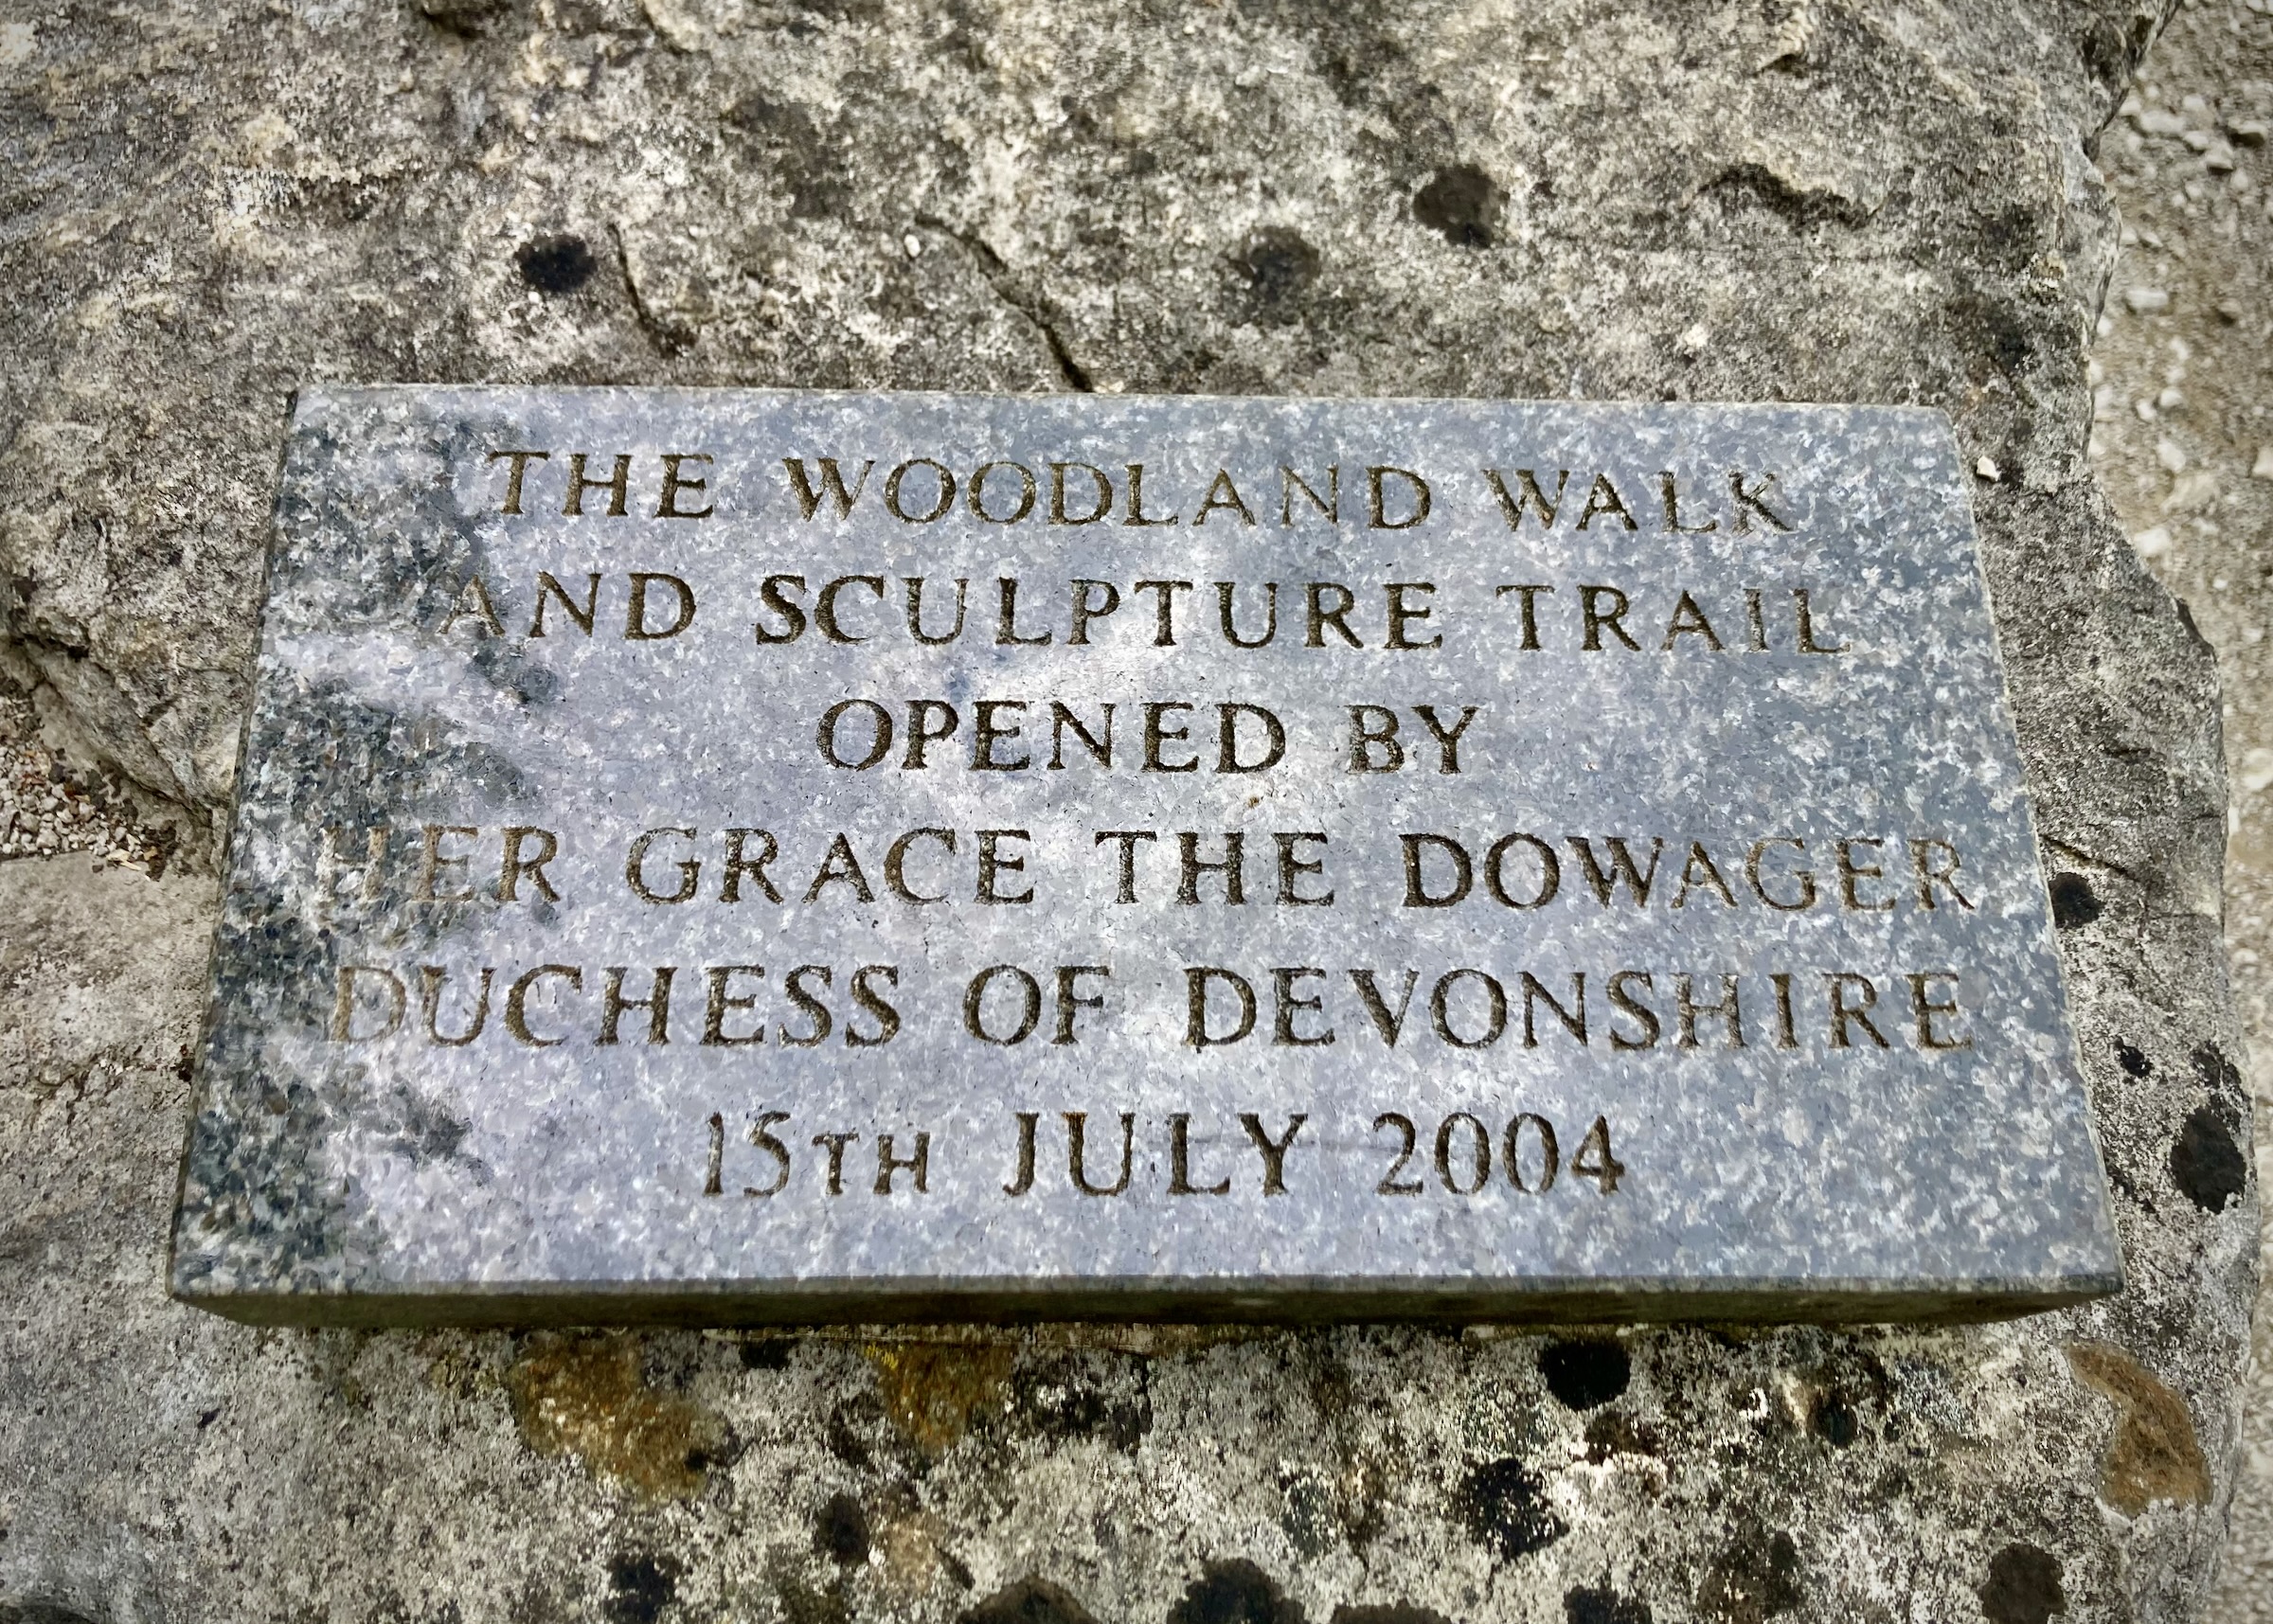 THE WOODLAND WALK
AND SCULPTURE TRAIL
OPENED BY
HER GRACE THE DOWAGER
DUCHESS OF DEVONSHIRE
15TH JULY 2004